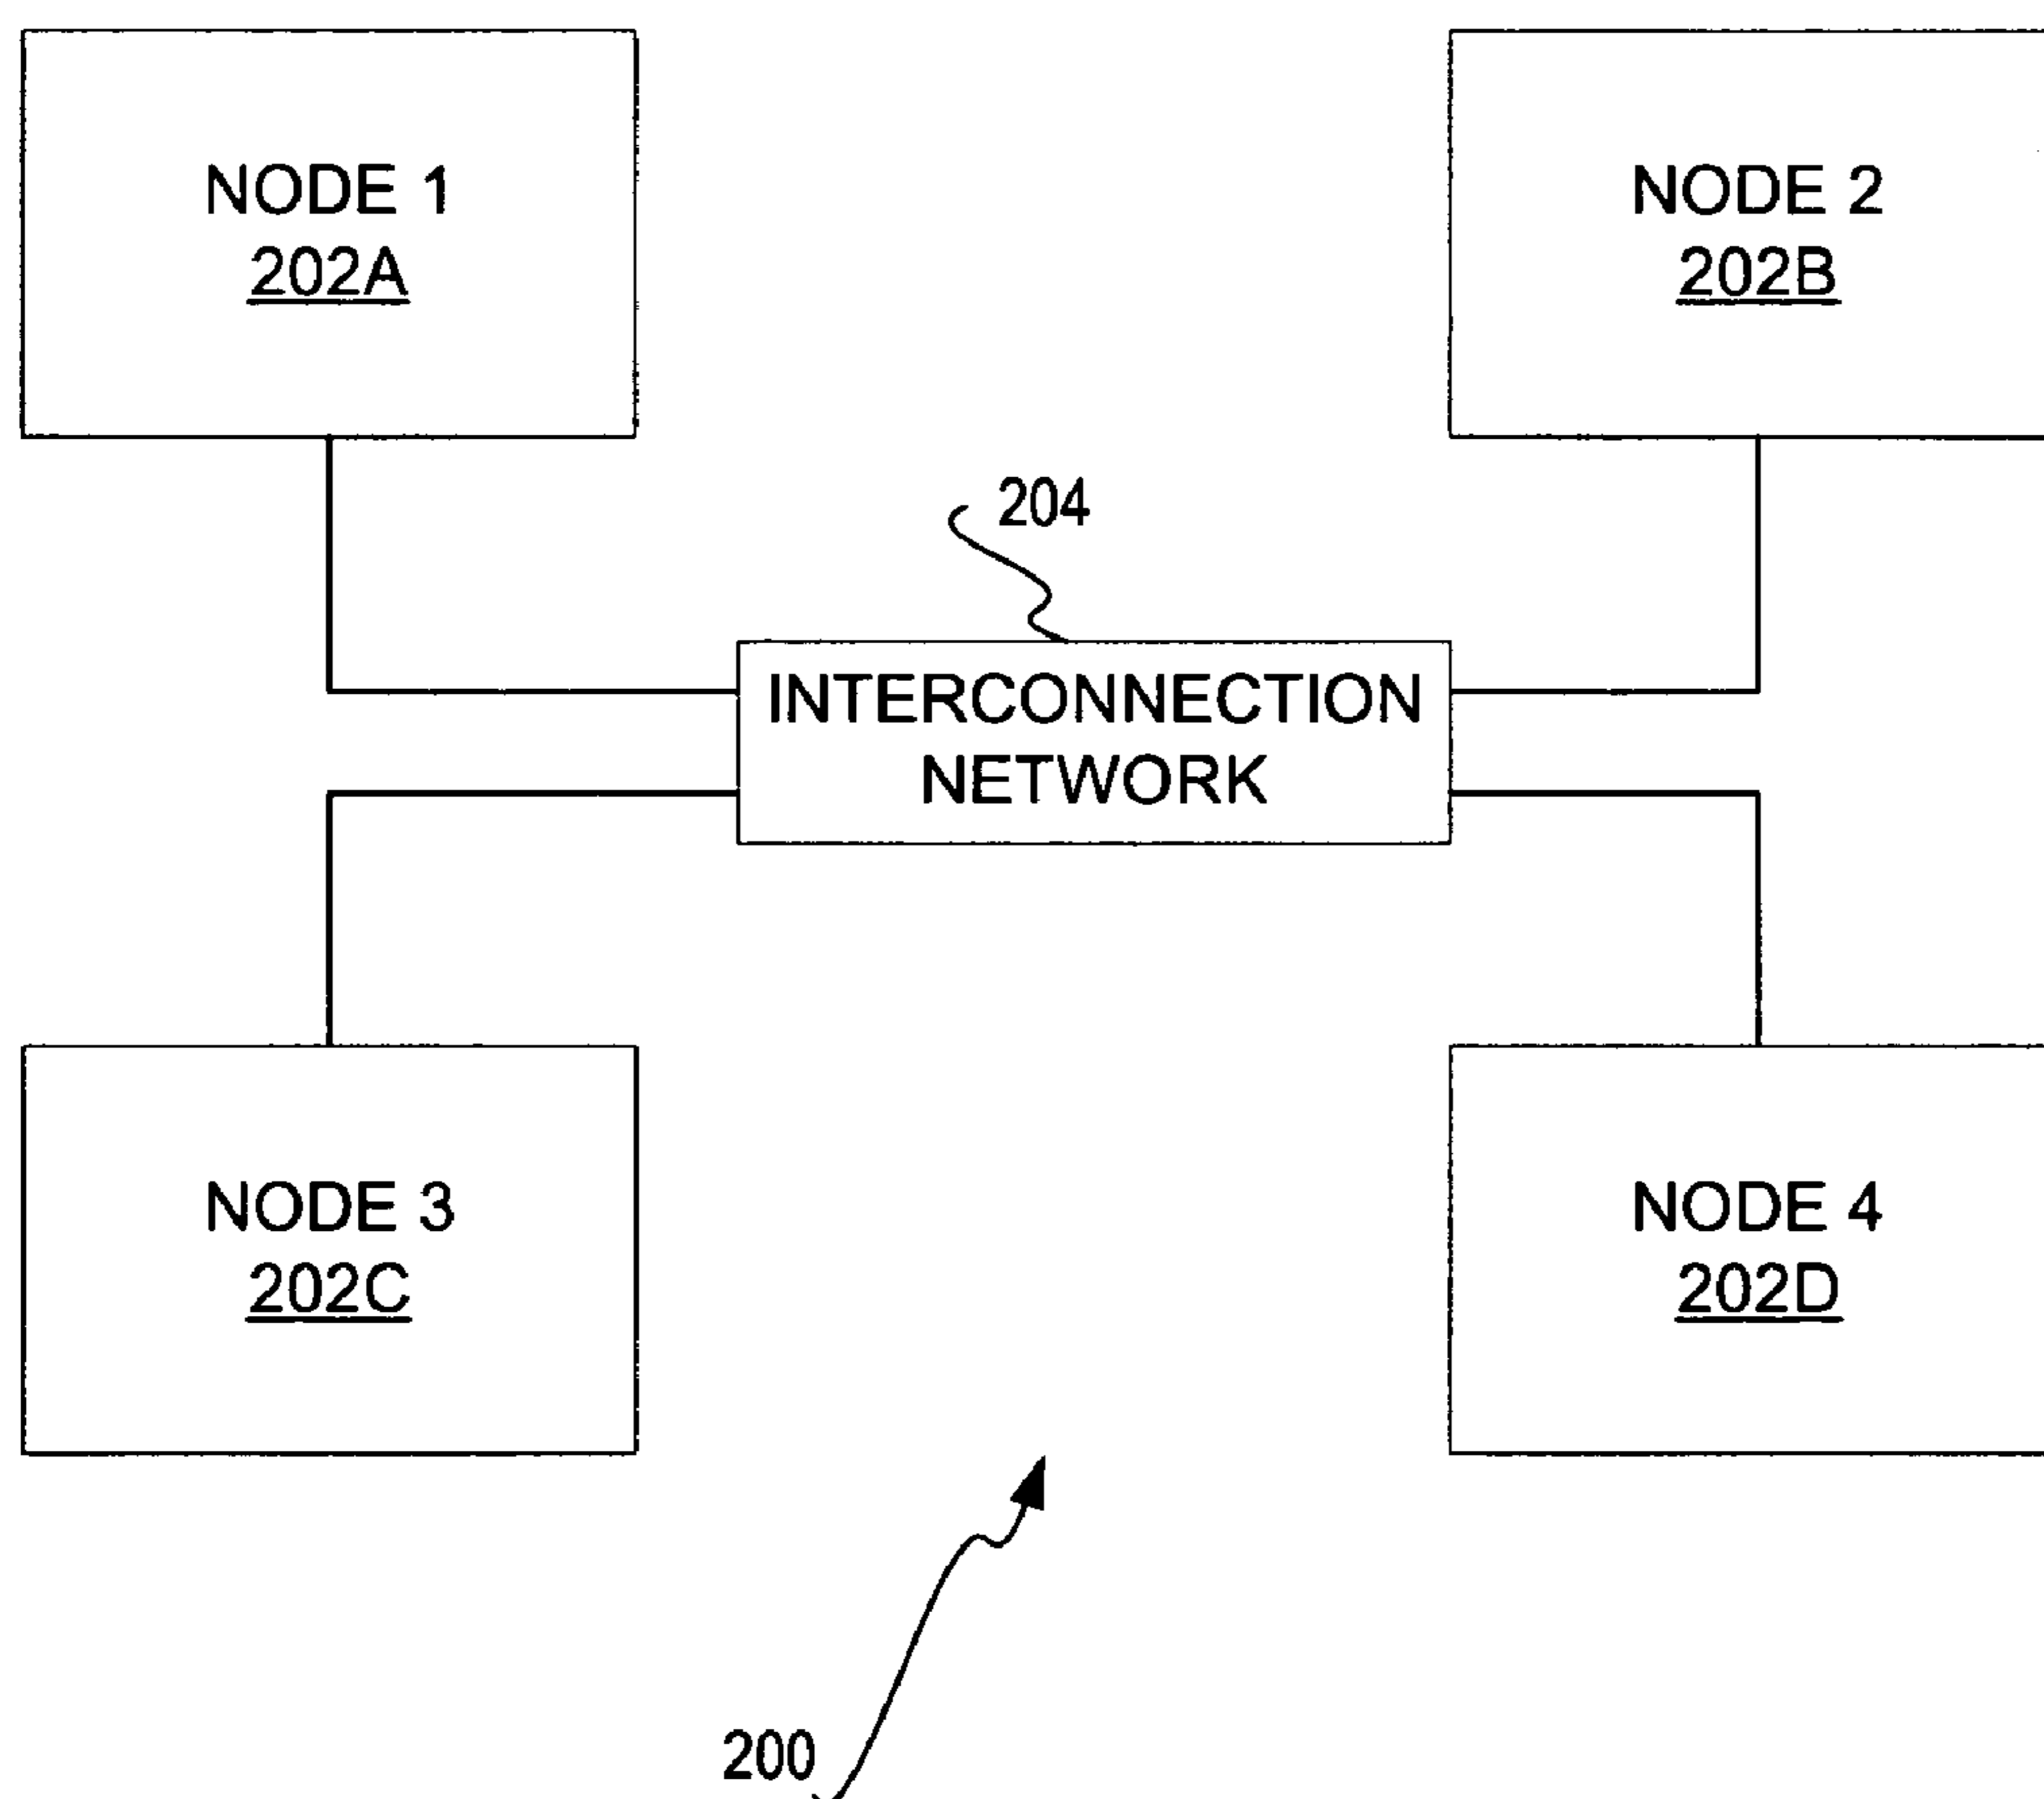 NODE 1
202A
NODE 2
202B
204
INTERCONNECTION
NETWORK
NODE 3
202C
NODE 4
202D
200